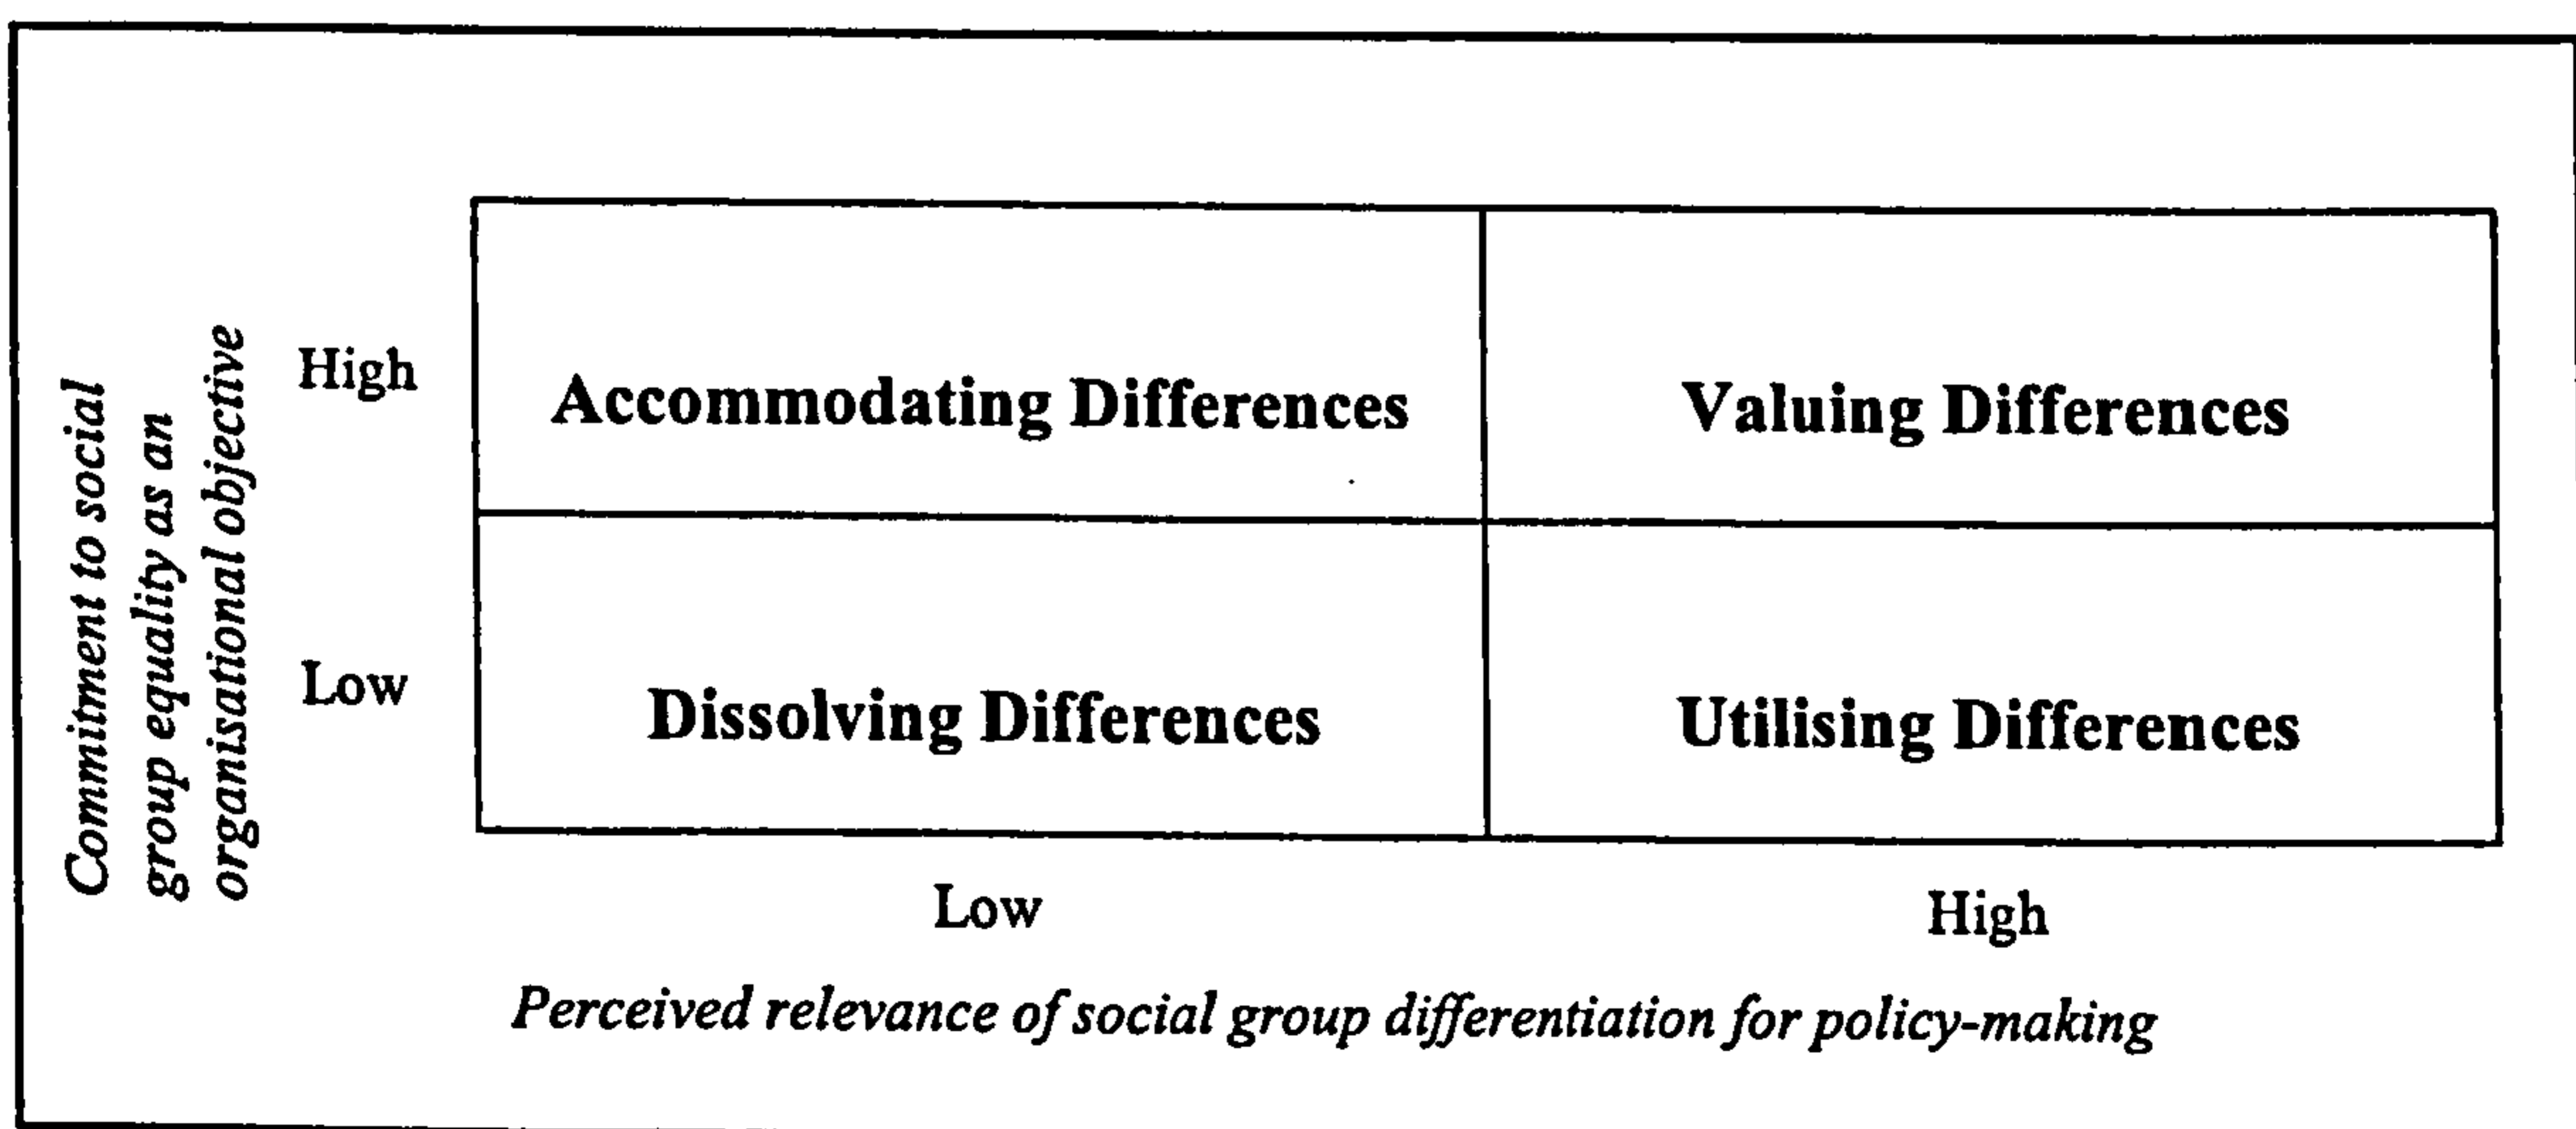 Commitment to social
group equality as an
organisational objective
High
Accommodating Differences
Valuing Differences
Low
Dissolving Differences
Utilising Differences
Low
High
Perceived relevance of social group differentiation for policy-making